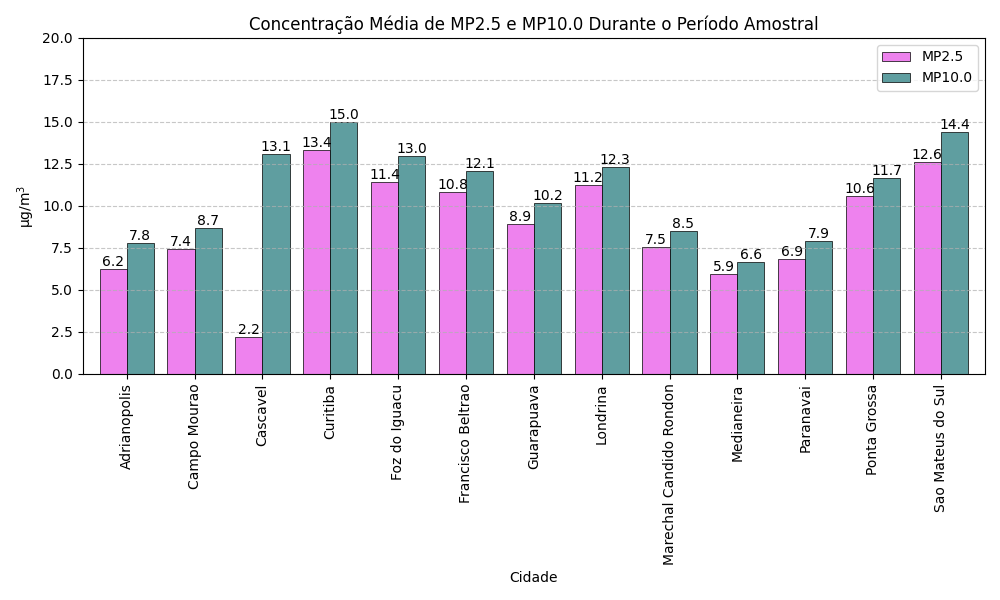 Concentração Média de MP2.5 e MP10.0 Durante o Período Amostral
MP2.5
MP10.0
20.0
17.5
15.0
12.5
10.0
7.5
5.0
2.5
0.0
µg/m³
6.2 7.8
7.4 8.7
2.2 13.1
13.4 15.0
11.4 13.0
10.8 12.1
8.9 10.2
11.2 12.3
7.5 8.5
5.9 6.6
6.9 7.9
10.6 11.7
12.6 14.4
Adrianopolis
Campo Mourao
Cascavel
Curitiba
Foz do Iguacu
Francisco Beltrao
Guarapuava
Londrina
Marechal Candido Rondon
Medianeira
Paranavai
Ponta Grossa
Sao Mateus do Sul
Cidade